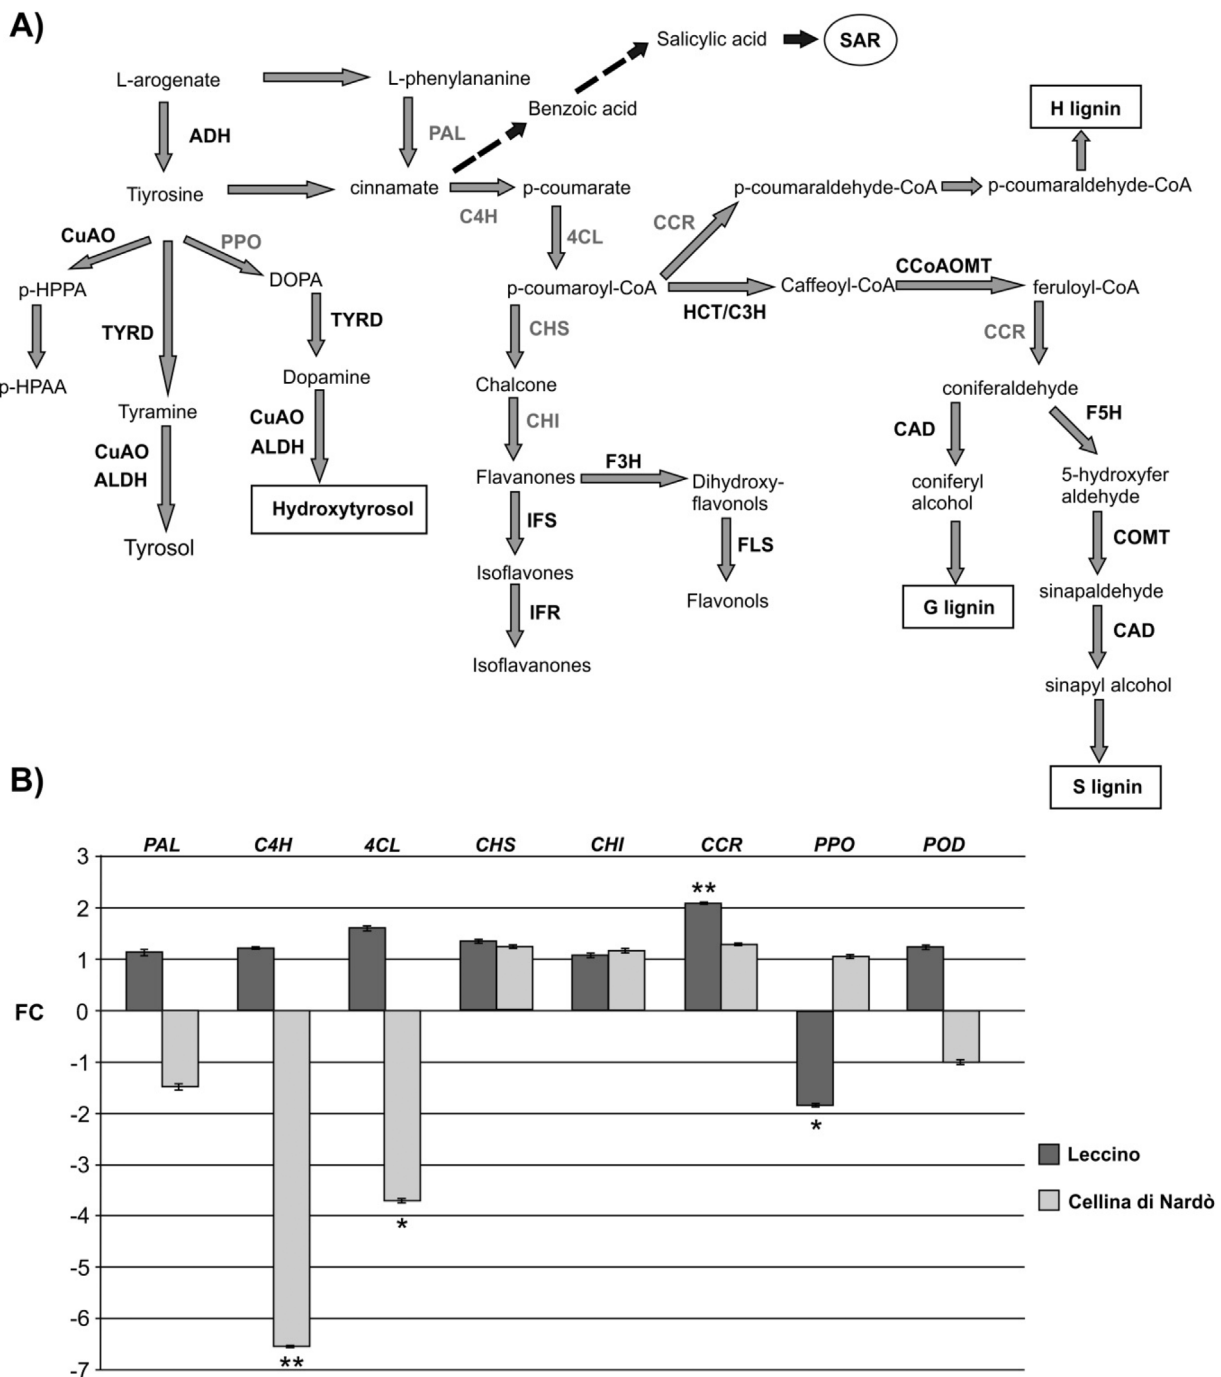 A)
Salicylic acid
SAR
L-arogenate
L-phenylananine
Benzoic acid
H lignin
ADH
PAL
Tiyrosine
cinnamate
p-coumarate
p-coumaraldehyde-CoA
p-coumaraldehyde-CoA
C4H
CCR
CuAO
PPO
4CL
CCoAOMT
p-HPPA
DOPA
p-coumaroyl-CoA
Caffeoyl-CoA
feruloyl-CoA
HCT/C3H
TYRD
TYRD
CHS
CCR
p-HPAA
Dopamine
Chalcone
coniferaldehyde
Tyramine
CuAO
ALDH
CHI
CAD
F5H
CuAO
ALDH
Flavanones
F3H
Dihydroxy-
flavonols
coniferyl
alcohol
5-hydroxyfer
aldehyde
Hydroxytyrosol
IFS
FLS
COMT
Tyrosol
Isoflavones
Flavonols
sinapaldehyde
G lignin
IFR
CAD
Isoflavanones
sinapyl alcohol
S lignin
B)
PAL C4H 4CL CHS CHI CCR PPO POD
3
**
2
1
FC
0
-1
-2
*
-3
Leccino
-4
*
Cellina di Nardò
-5
-6
**
-7